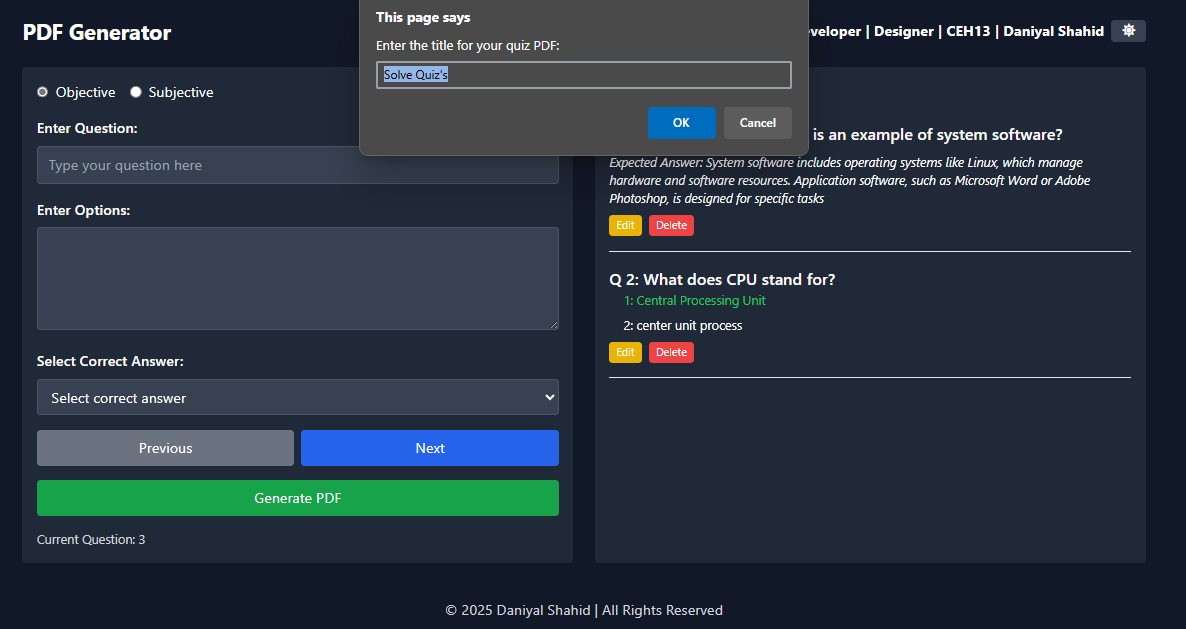 PDF Generator
This page says
Enter the title for your quiz PDF:
Solve Quiz's
OK
Cancel
| Designer | CEH13 | Daniyal Shahid
Objective
Subjective
Enter Question:
Type your question here
Enter Options:
Select Correct Answer:
Select correct answer
Previous
Next
Generate PDF
Current Question: 3
is an example of system software?
Expected Answer: System software includes operating systems like Linux, which manage
hardware and software resources. Application software, such as Microsoft Word or Adobe
Photoshop, is designed for specific tasks
Edit
Delete
Q 2: What does CPU stand for?
1: Central Processing Unit
2: center unit process
Edit
Delete
© 2025 Daniyal Shahid | All Rights Reserved